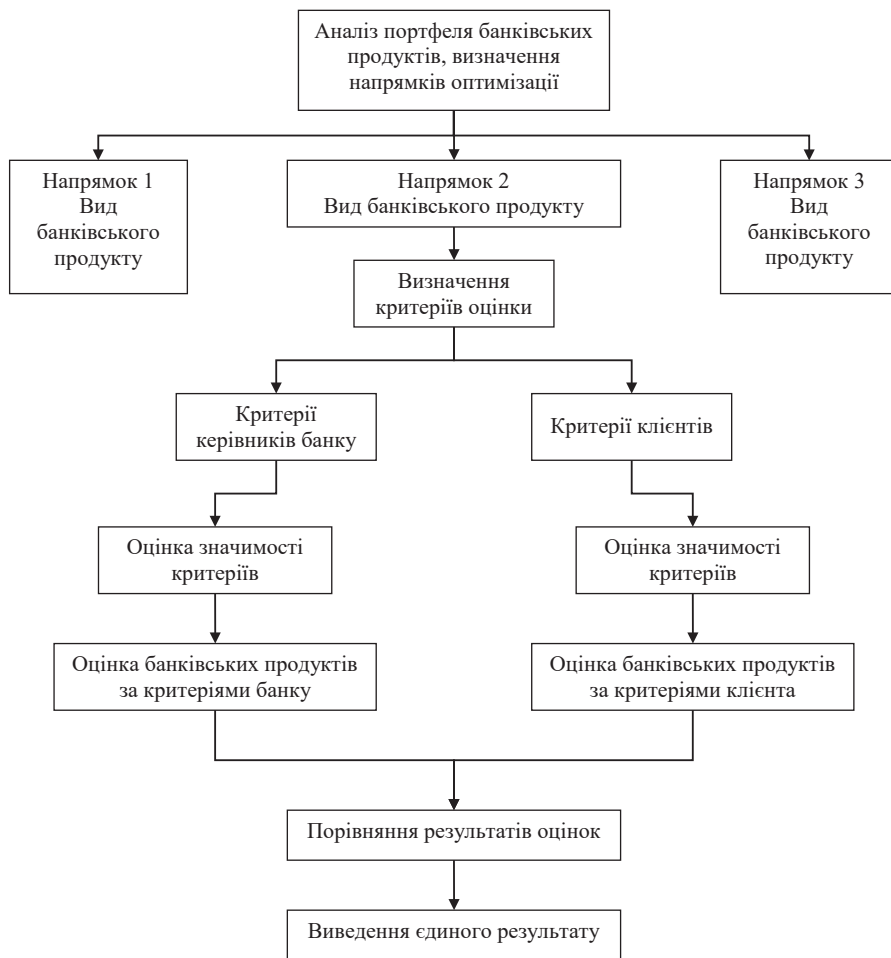 Аналіз портфеля банківських
продуктів, визначення
напрямків оптимізації
Напрямок 1
Вид
банківського
продукту
Напрямок 2
Вид банківського продукту
Напрямок 3
Вид
банківського
продукту
Визначення
критеріїв оцінки
Критерії
керівників банку
Критерії клієнтів
Оцінка значимості
критеріїв
Оцінка значимості
критеріїв
Оцінка банківських продуктів
за критеріями банку
Оцінка банківських продуктів
за критеріями клієнта
Порівняння результатів оцінок
Виведення єдиного результату